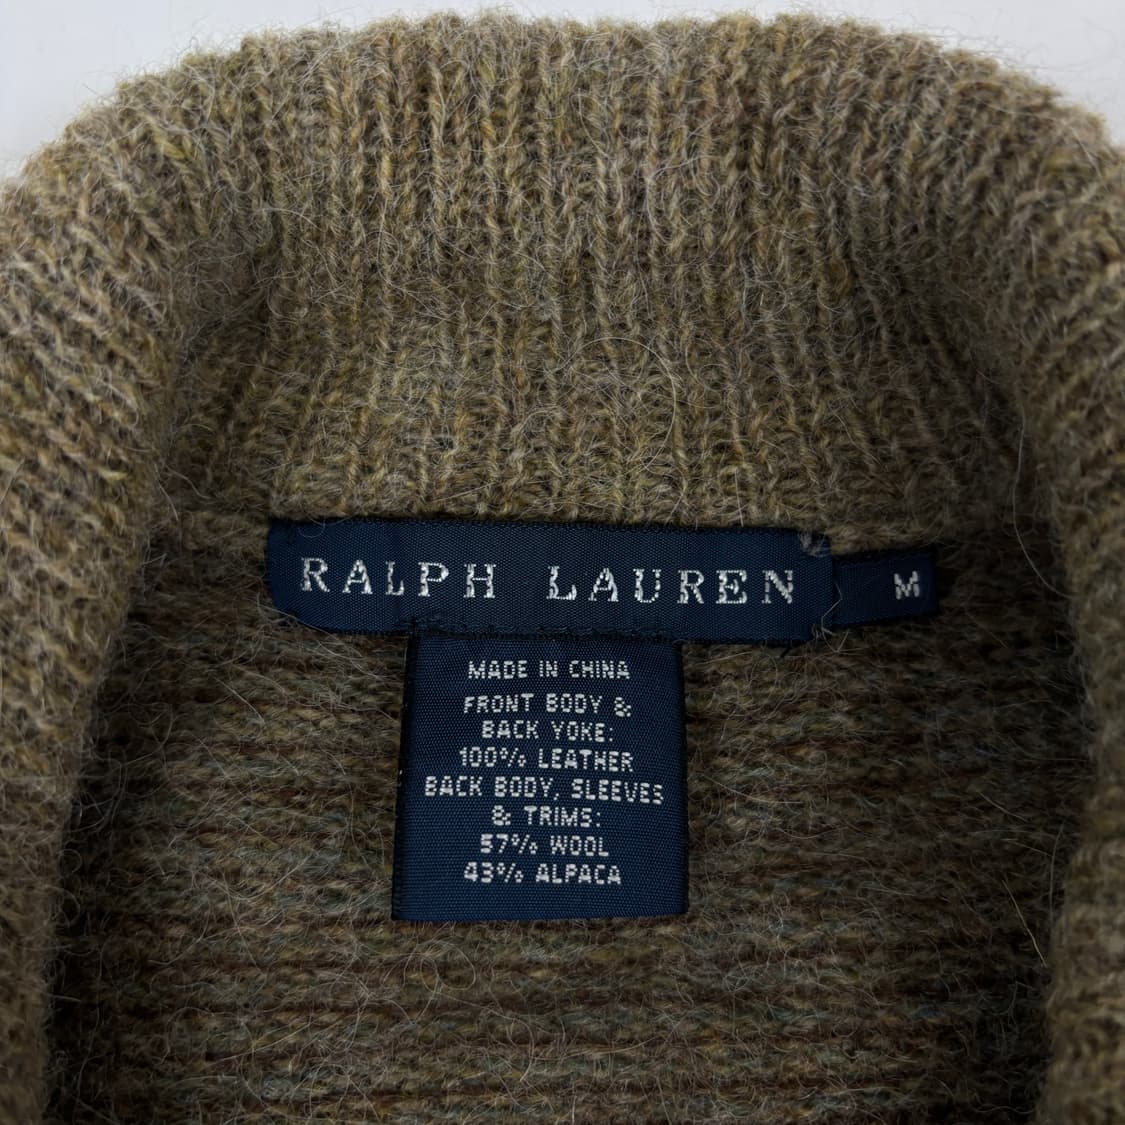 RALPH LAUREN M
MADE IN CHINA
FRONT BODY &
BACK YOKE:
100% LEATHER
BACK BODY, SLEEVES
& TRIMS:
57% WOOL
43% ALPACA